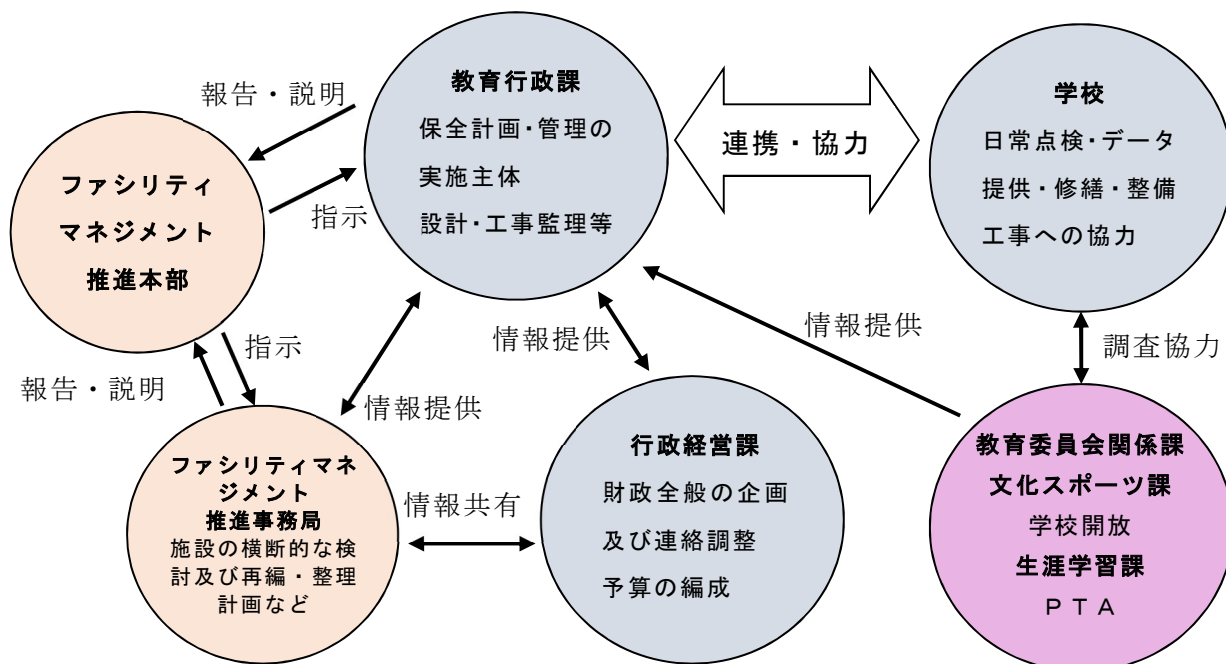 教育行政課
保全計画・管理の
実施主体
設計・工事監理等
連携・協力
学校
日常点検・データ
提供・修繕・整備
工事への協力
報告・説明
指示
ファシリティ
マネジメント
推進本部
指示
報告・説明
情報提供
情報提供
情報提供
調査協力
ファシリティマネ
ジメント
推進事務局
施設の横断的な検
討及び再編・整理
計画など
情報共有
行政経営課
財政全般の企画
及び連絡調整
予算の編成
教育委員会関係課
文化スポーツ課
学校開放
生涯学習課
ＰＴＡ